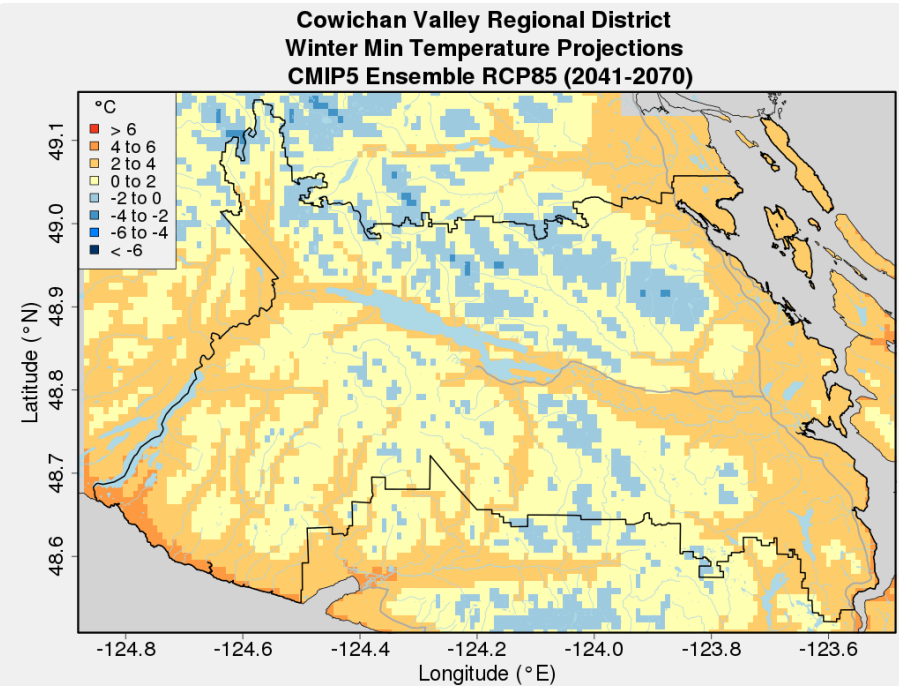 Cowichan Valley Regional District
Winter Min Temperature Projections
CMIP5 Ensemble RCP85 (2041-2070)
°C
> 6
4 to 6
2 to 4
0 to 2
-2 to 0
-4 to -2
-6 to -4
< -6
49.1
49.0
48.9
48.8
48.7
48.6
Latitude (°N)
-124.8 -124.6 -124.4 -124.2 -124.0 -123.8 -123.6
Longitude (°E)